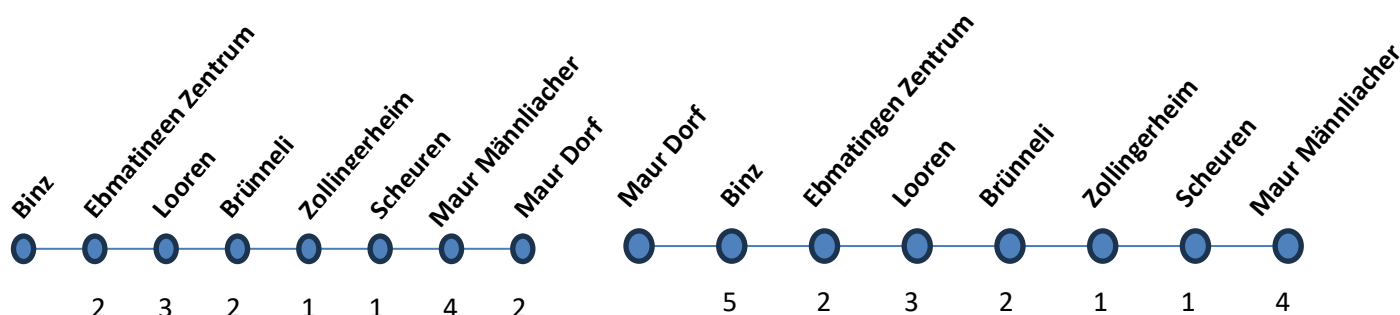 Binz
Ebmatingen Zentrum
Looren
Brünneli
Zollingerheim
Scheuren
Maur Männliacher
Maur Dorf
2 3 2 1 1 4 2
Maur Dorf
Binz
Ebmatingen Zentrum
Looren
Brünneli
Zollingerheim
Scheuren
Maur Männliacher
5 2 3 2 1 1 4